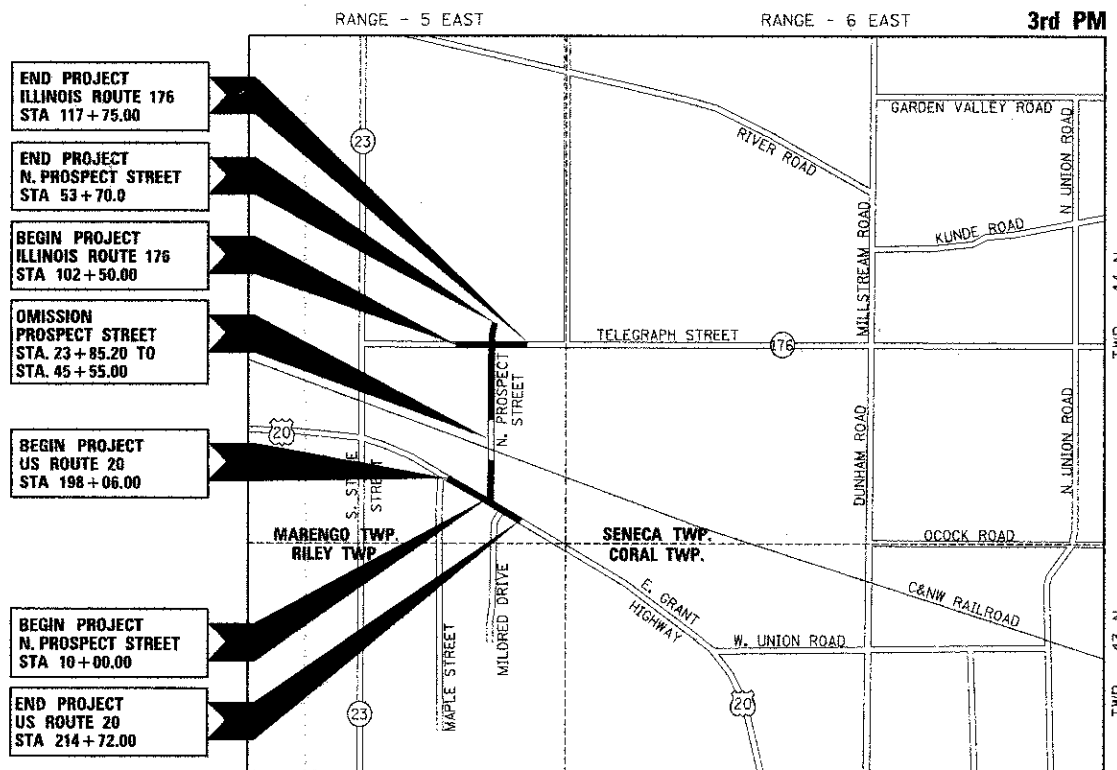 RANGE - 5 EAST
RANGE - 6 EAST
3rd PM
END PROJECT
ILLINOIS ROUTE 176
STA 117+75.00
END PROJECT
N. PROSPECT STREET
STA 53+70.0
BEGIN PROJECT
ILLINOIS ROUTE 176
STA 102+50.00
OMISSION
PROSPECT STREET
STA. 23+85.20 TO
STA. 45+55.00
BEGIN PROJECT
US ROUTE 20
STA 198+06.00
BEGIN PROJECT
N. PROSPECT STREET
STA 10+00.00
END PROJECT
US ROUTE 20
STA 214+72.00
23
RIVER ROAD
GARDEN VALLEY ROAD
N UNION ROAD
MILLSTREAM ROAD
KUNDE ROAD
TELEGRAPH STREET
176
N. PROSPECT
STREET
20
S. STATE
STREET
DUNHAM ROAD
N UNION ROAD
MARENGO TWP.
RILEY TWP
SENECA TWP.
CORAL TWP.
OCOCK ROAD
C&NW RAILROAD
E. GRANT
HIGHWAY
W. UNION ROAD
MAPLE STREET
MILDRED DRIVE
23
20